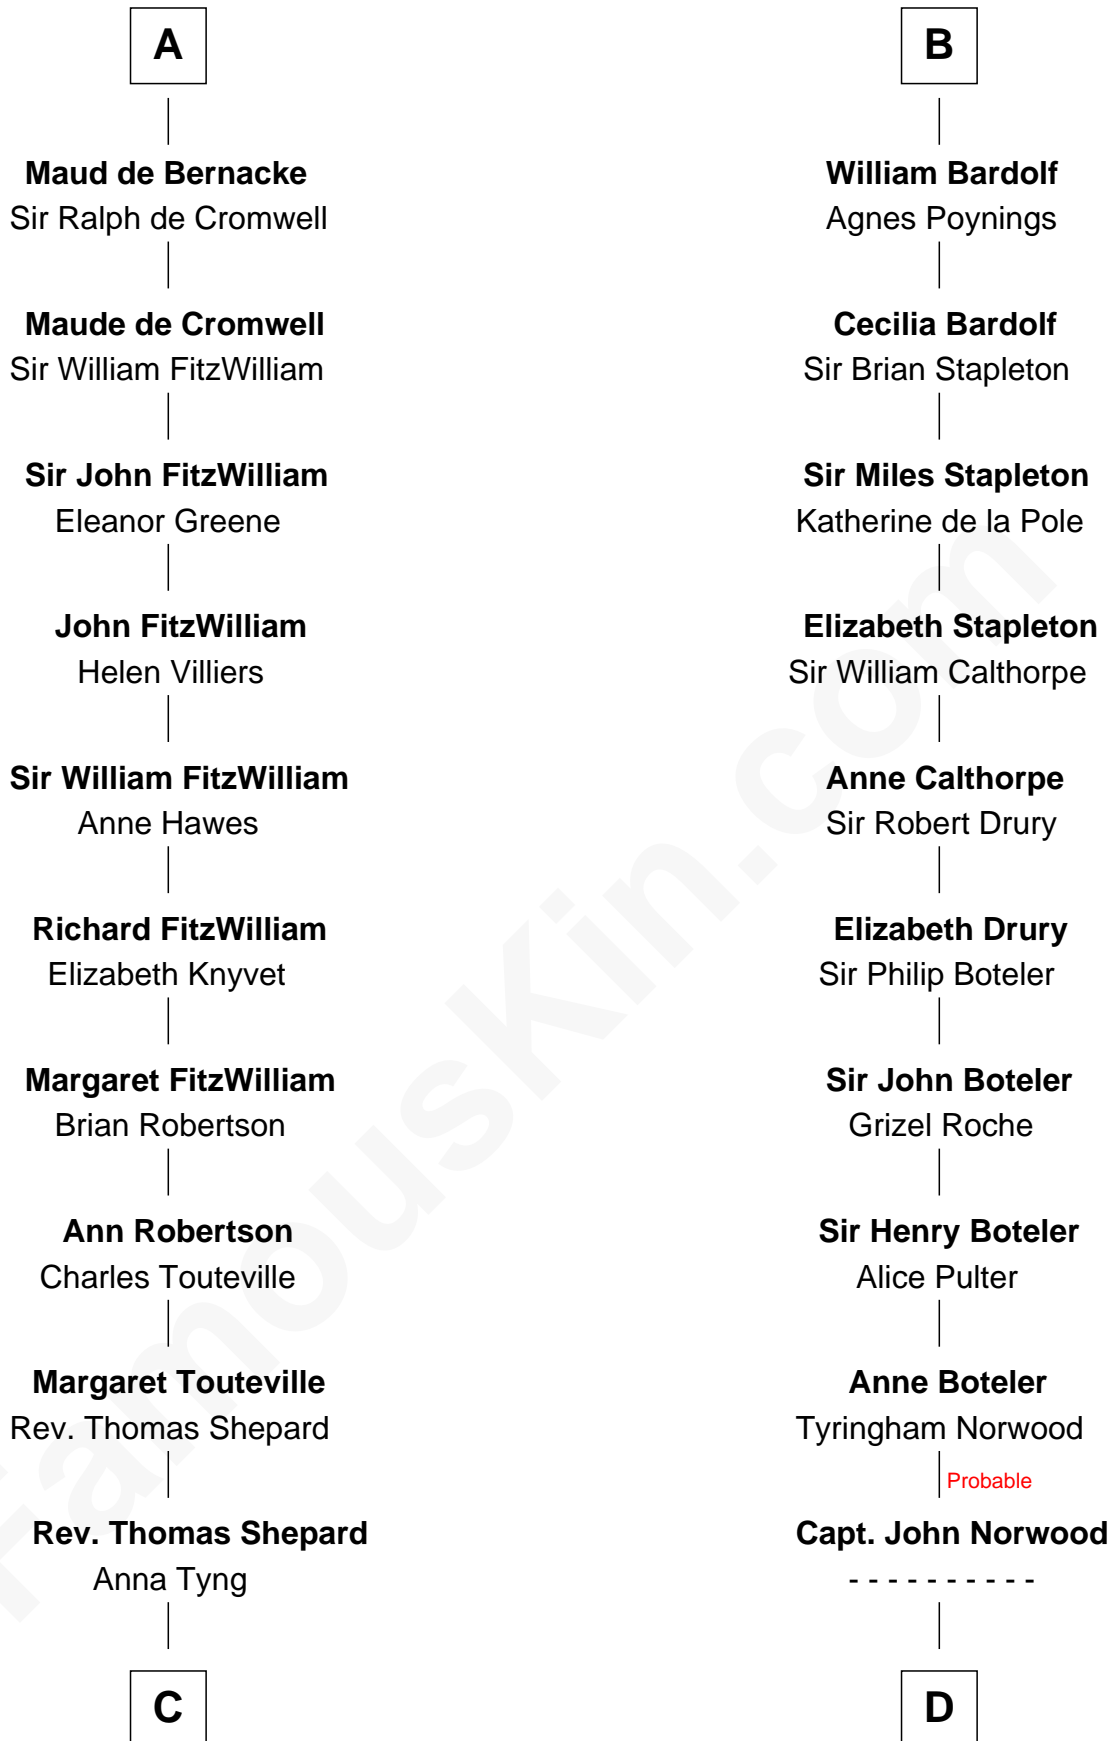 A
Maud de Bernacke
Sir Ralph de Cromwell
Maude de Cromwell
Sir William FitzWilliam
Sir John FitzWilliam
Eleanor Greene
John FitzWilliam
Helen Villiers
Sir William FitzWilliam
Anne Hawes
Richard FitzWilliam
Elizabeth Knyvet
Margaret FitzWilliam
Brian Robertson
Ann Robertson
Charles Touteville
Margaret Touteville
Rev. Thomas Shepard
Rev. Thomas Shepard
Anna Tyng
C
B
William Bardolf
Agnes Poynings
Cecilia Bardolf
Sir Brian Stapleton
Sir Miles Stapleton
Katherine de la Pole
Elizabeth Stapleton
Sir William Calthorpe
Anne Calthorpe
Sir Robert Drury
Elizabeth Drury
Sir Philip Boteler
Sir John Boteler
Grizel Roche
Sir Henry Boteler
Alice Pulter
Anne Boteler
Tyringham Norwood
Probable
Capt. John Norwood
- - - - - - - - - -
D
FamousKin.com